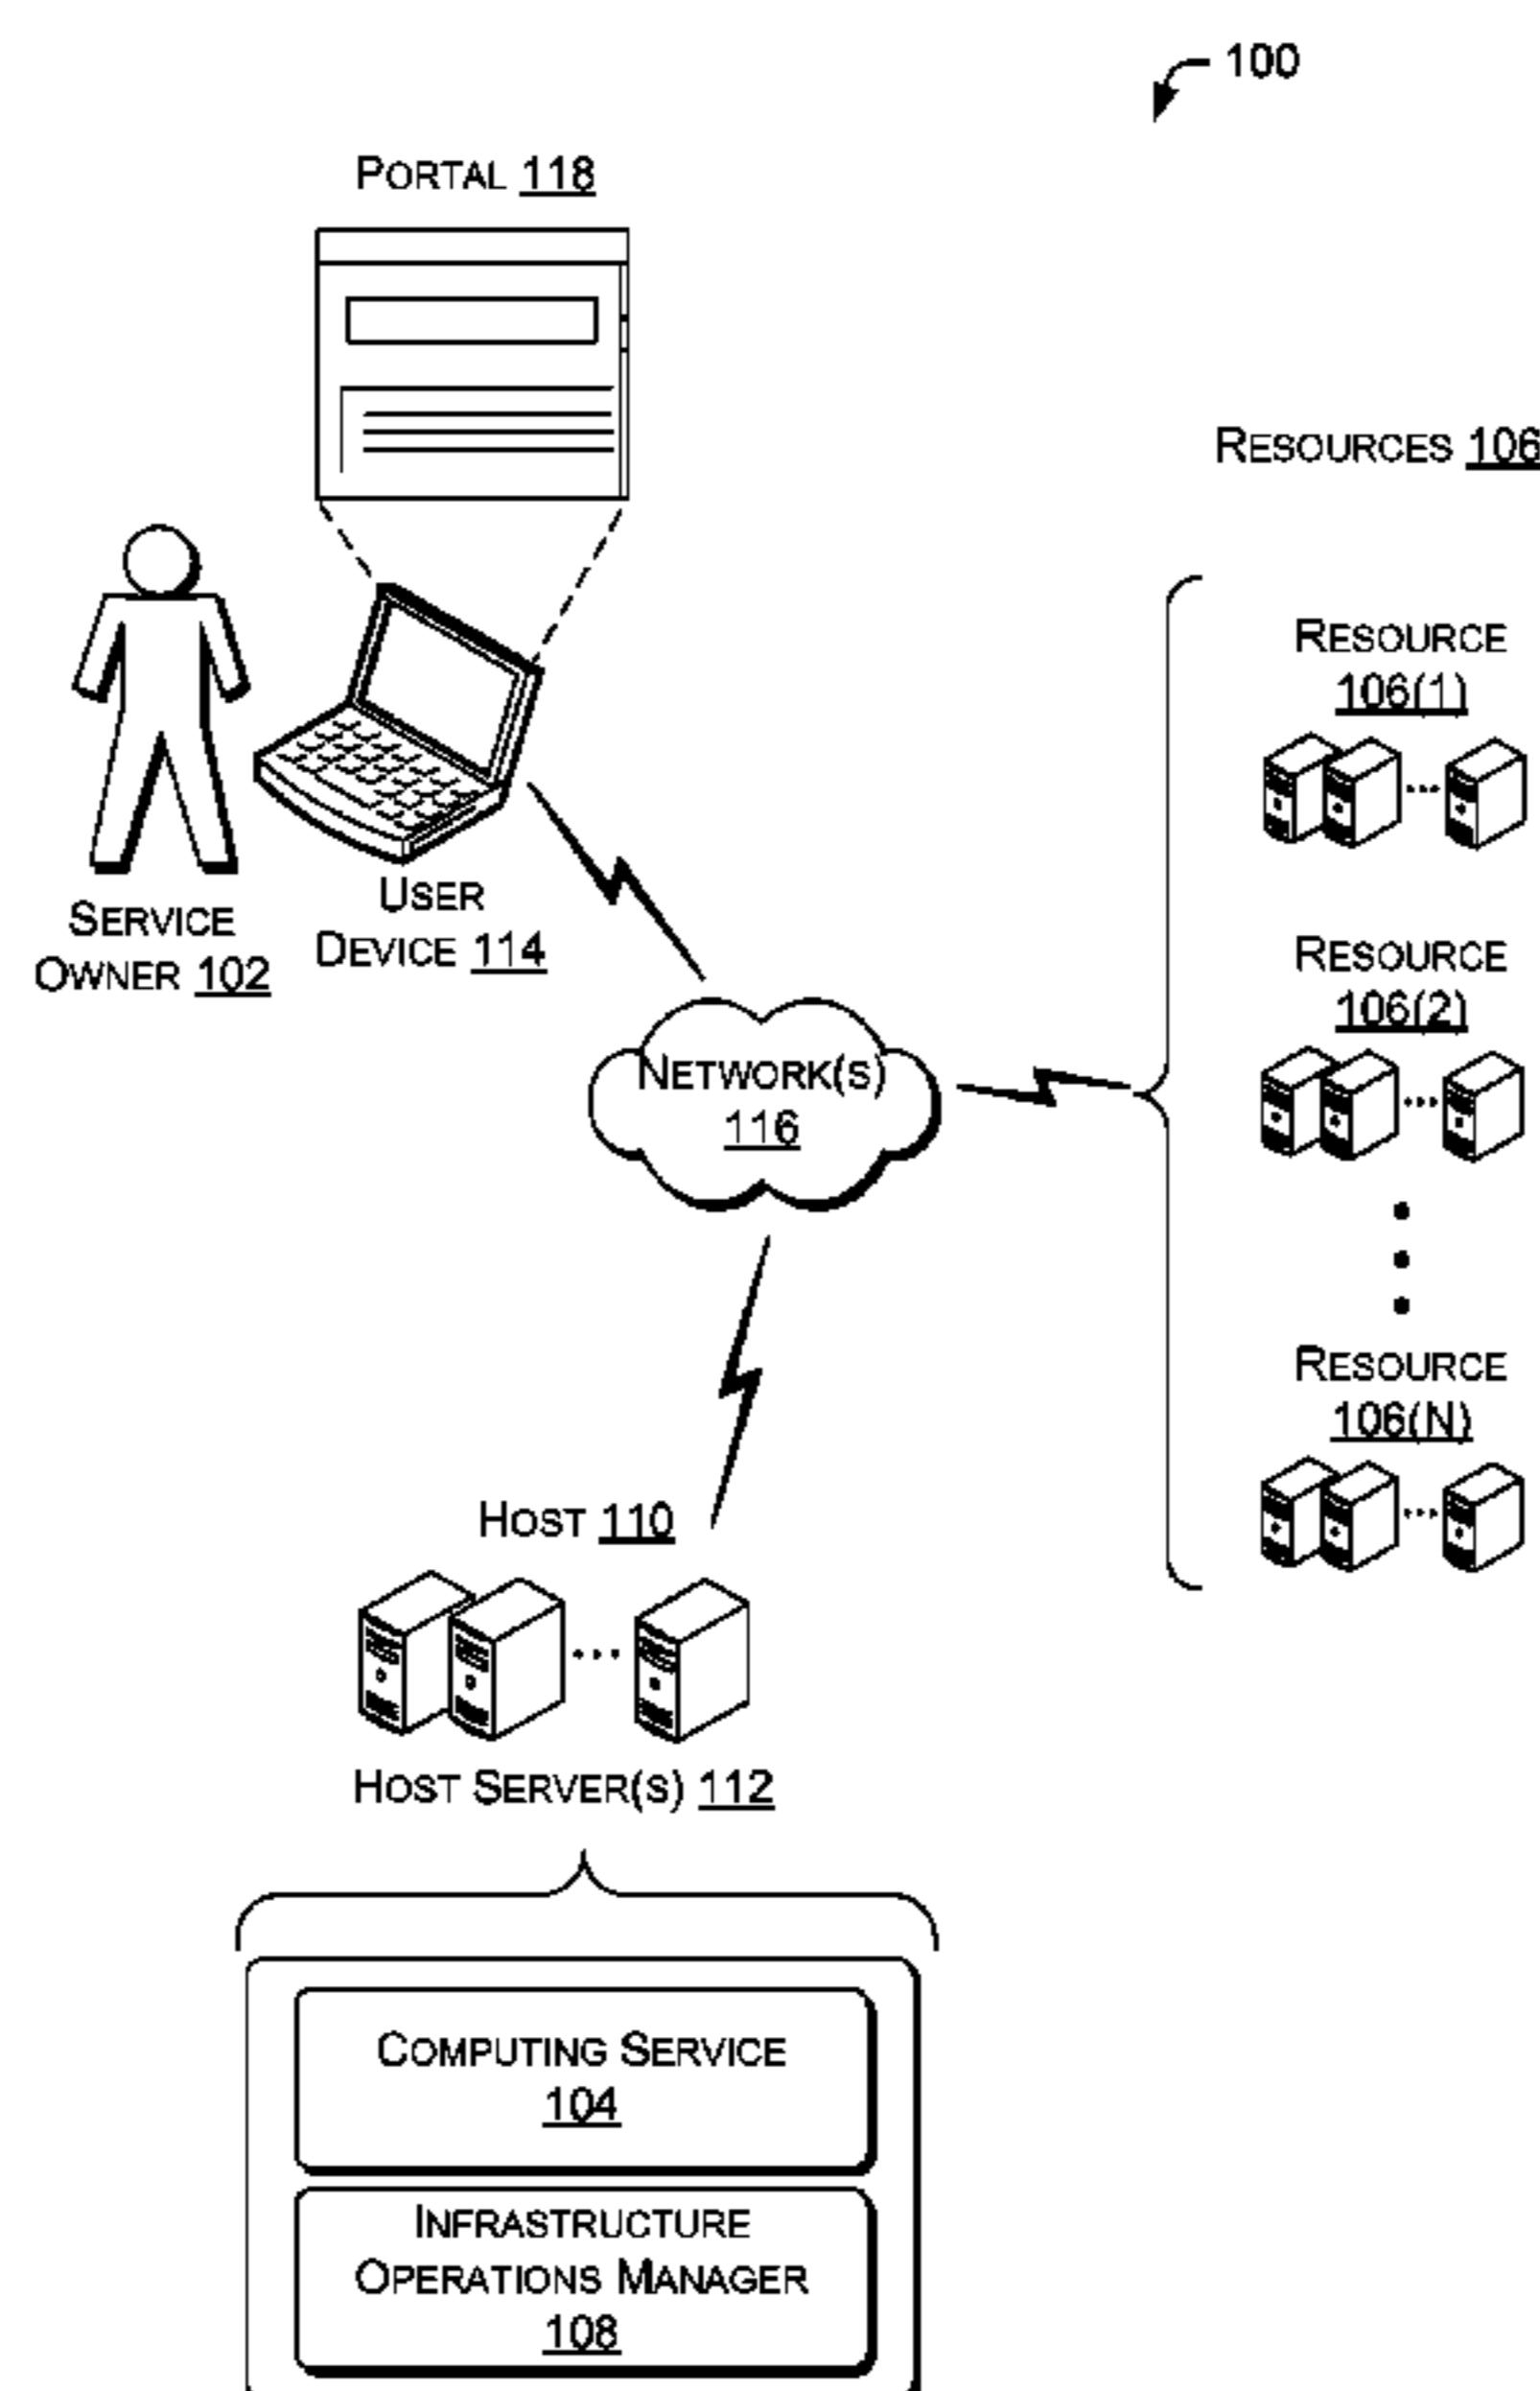 100
PORTAL 118
RESOURCES 106
RESOURCE
106(1)
SERVICE
OWNER 102
USER
DEVICE 114
RESOURCE
106(2)
NETWORK(S)
116
RESOURCE
106(N)
HOST 110
HOST SERVER(S) 112
COMPUTING SERVICE
104
INFRASTRUCTURE
OPERATIONS MANAGER
108